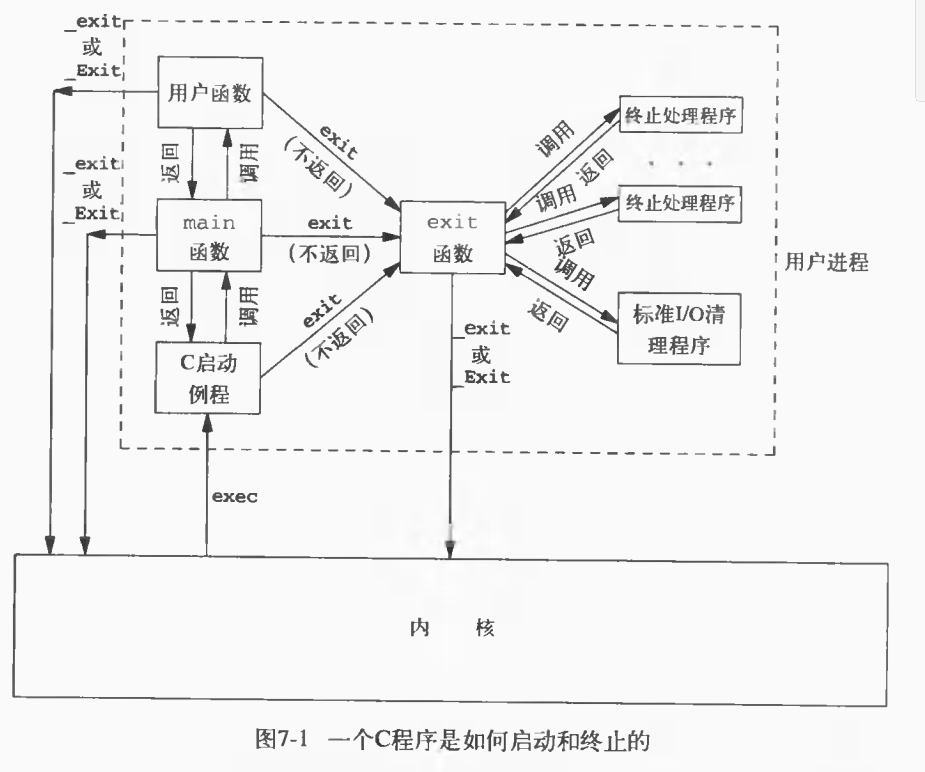 _exit
或
_Exit
用户函数
exit
(不返回)
调用
返回
终止处理程序
. . . .
返回
调用
_exit
或
_Exit
main
函数
exit
(不返回)
exit
函数
调用
返回
终止处理程序
用户进程
返回
调用
exit
(不返回)
调用
返回
标准I/O清
理程序
C启动
例程
_exit
或
_Exit
exec
内 核
图7-1 一个C程序是如何启动和终止的